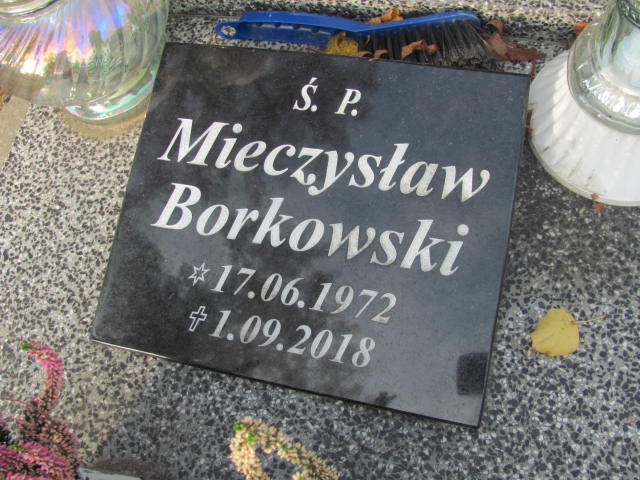 Ś. P.
Mieczysław
Borkowski
17.06.1972
1.09.2018